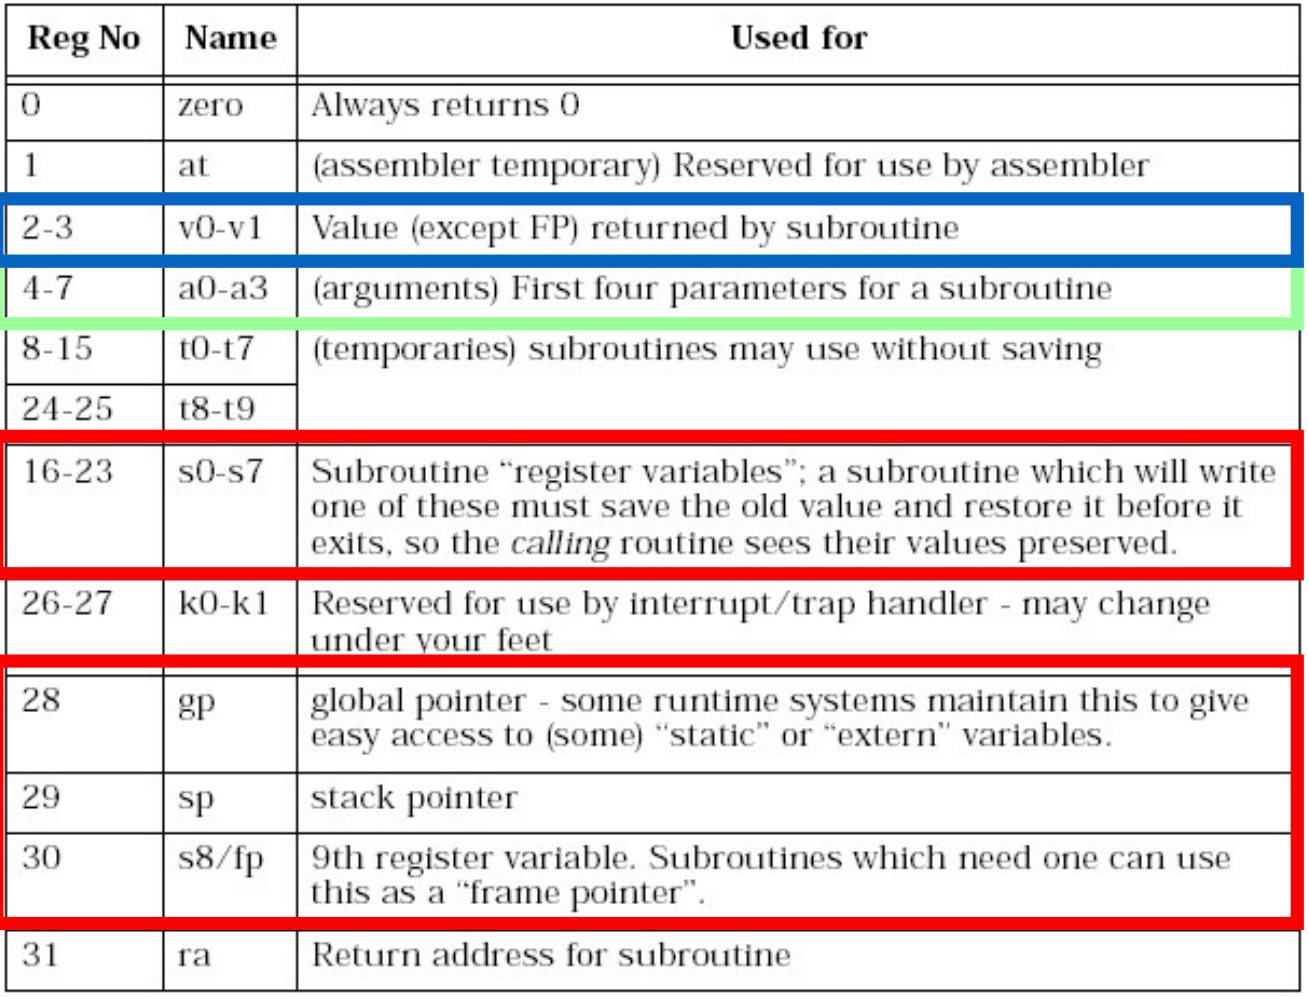 Reg No Name Used for
0 zero Always returns 0
1 at (assembler temporary) Reserved for use by assembler
2-3 v0-v1 Value (except FP) returned by subroutine
4-7 a0-a3 (arguments) First four parameters for a subroutine
8-15 t0-t7 (temporaries) subroutines may use without saving
24-25 t8-t9
16-23 s0-s7 Subroutine “register variables”; a subroutine which will write
one of these must save the old value and restore it before it
exits, so the calling routine sees their values preserved.
26-27 k0-k1 Reserved for use by interrupt/trap handler - may change
under your feet
28 gp global pointer - some runtime systems maintain this to give
easy access to (some) “static” or “extern” variables.
29 sp stack pointer
30 s8/fp 9th register variable. Subroutines which need one can use
this as a “frame pointer”.
31 ra Return address for subroutine